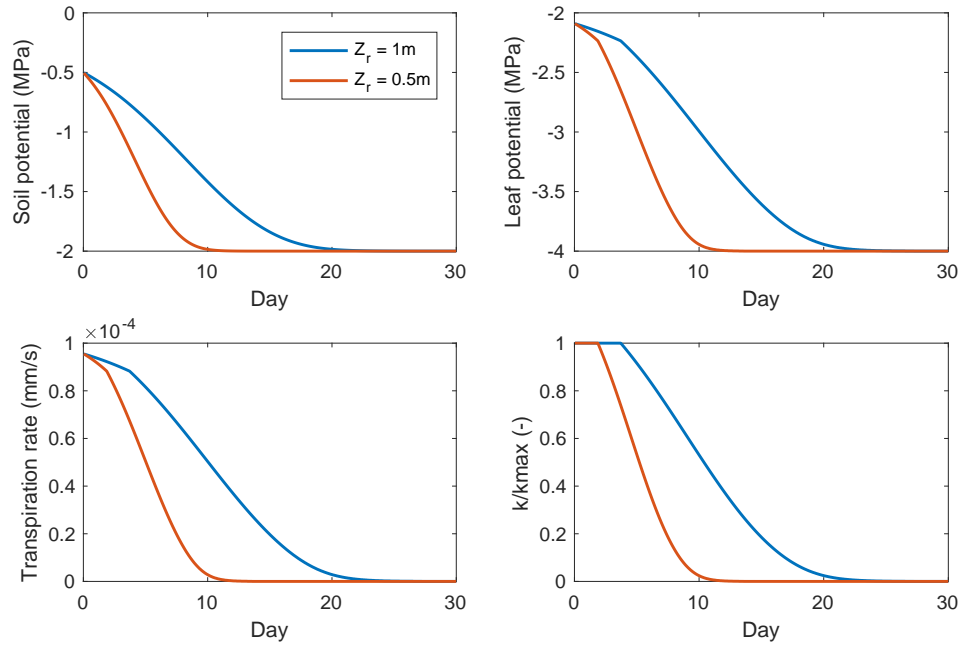 0
-0.5
-1
-1.5
-2
Soil potential (MPa)
0 10 20 30
Day
Z_r = 1m
Z_r = 0.5m
-2
-2.5
-3
-3.5
-4
Leaf potential (MPa)
0 10 20 30
Day
×10^-4
1
0.8
0.6
0.4
0.2
0
Transpiration rate (mm/s)
0 10 20 30
Day
1
0.8
0.6
0.4
0.2
0
k/kmax (-)
0 10 20 30
Day